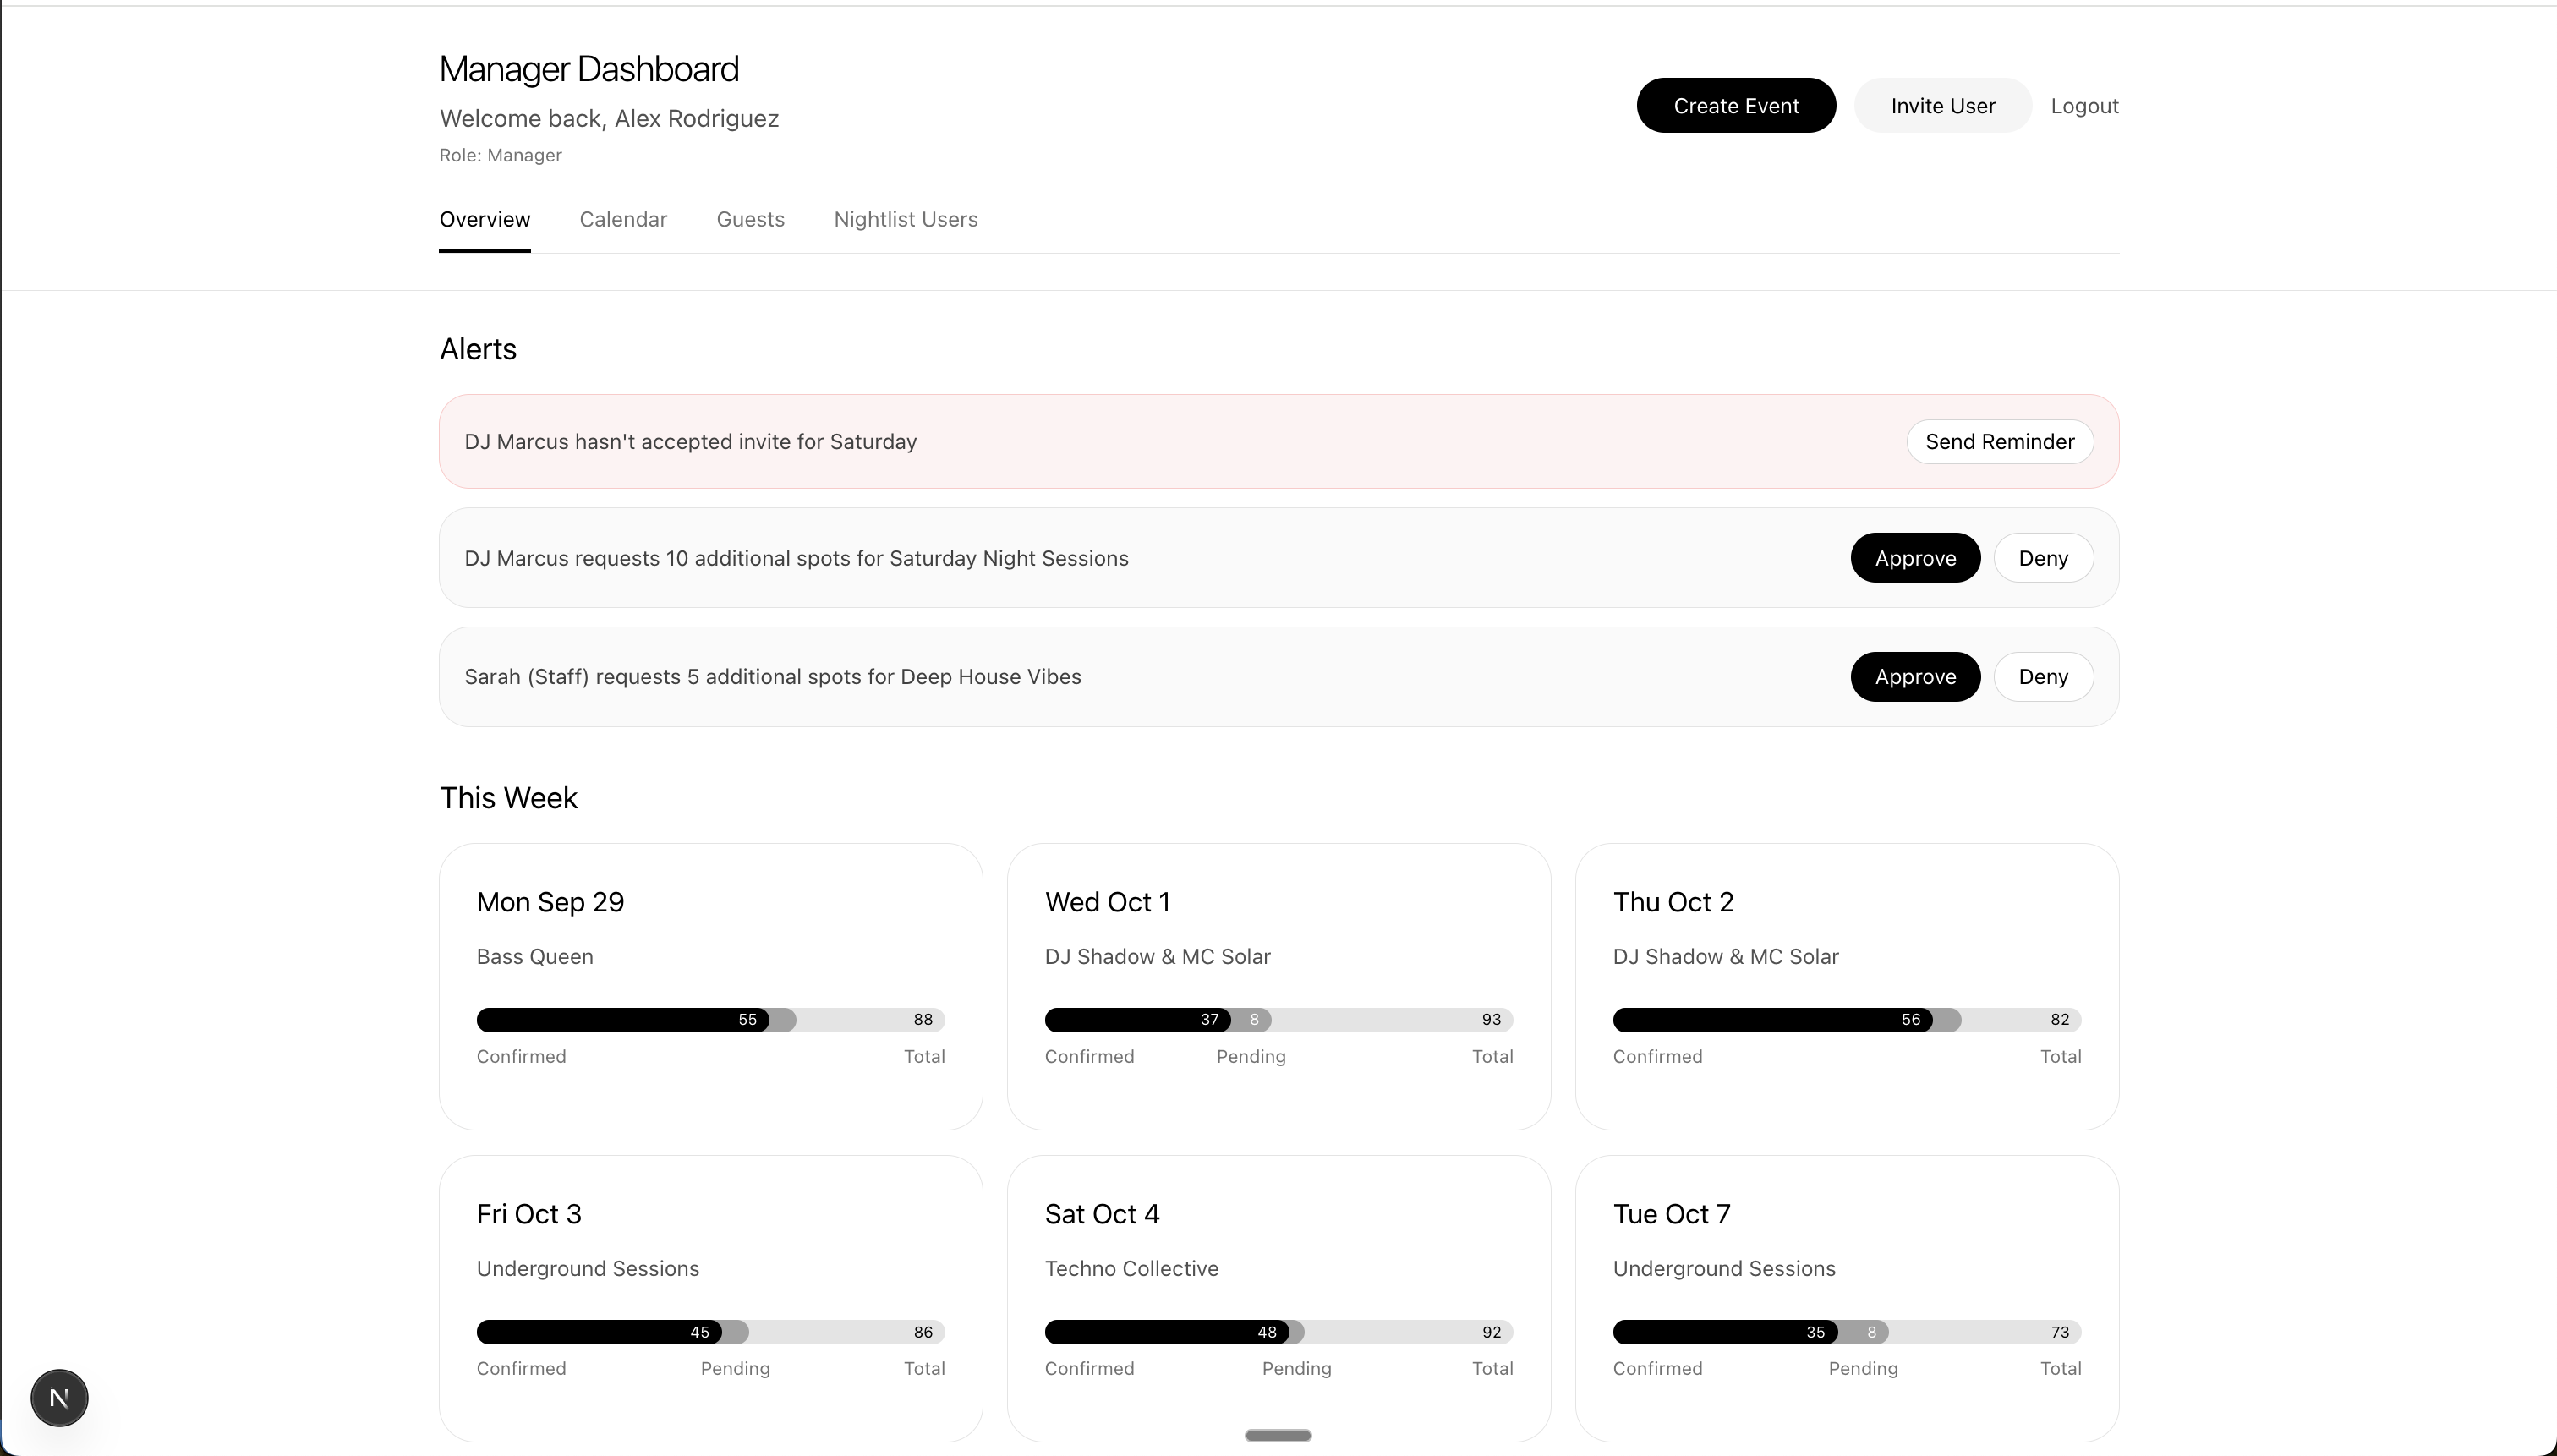 Manager Dashboard
Welcome back, Alex Rodriguez
Role: Manager
Create Event
Invite User
Logout
Overview
Calendar
Guests
Nightlist Users
Alerts
DJ Marcus hasn't accepted invite for Saturday
Send Reminder
DJ Marcus requests 10 additional spots for Saturday Night Sessions
Approve
Deny
Sarah (Staff) requests 5 additional spots for Deep House Vibes
Approve
Deny
This Week
Mon Sep 29
Bass Queen
55
88
Confirmed
Total
Wed Oct 1
DJ Shadow & MC Solar
37
8
93
Confirmed
Pending
Total
Thu Oct 2
DJ Shadow & MC Solar
56
82
Confirmed
Total
Fri Oct 3
Underground Sessions
45
86
Confirmed
Pending
Total
Sat Oct 4
Techno Collective
48
92
Confirmed
Pending
Total
Tue Oct 7
Underground Sessions
35
8
73
Confirmed
Pending
Total
N